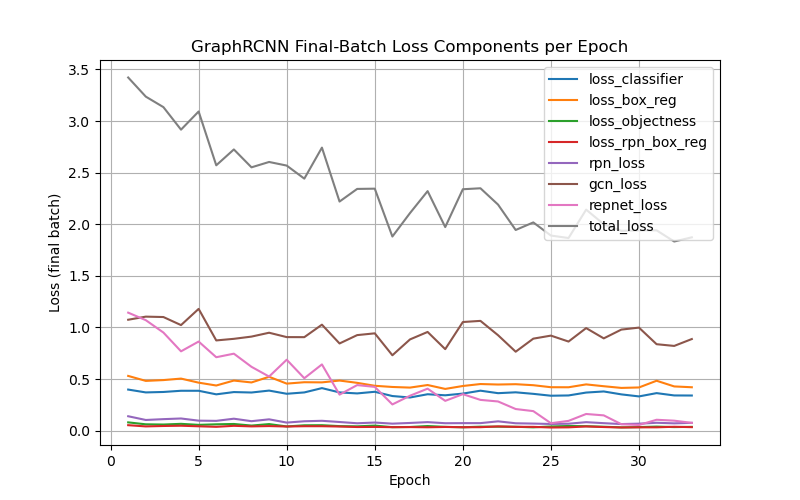 GraphRCNN Final-Batch Loss Components per Epoch
Loss (final batch)
3.5
3.0
2.5
2.0
1.5
1.0
0.5
0.0
loss_classifier
loss_box_reg
loss_objectness
loss_rpn_box_reg
rpn_loss
gcn_loss
repnet_loss
total_loss
0 5 10 15 20 25 30
Epoch